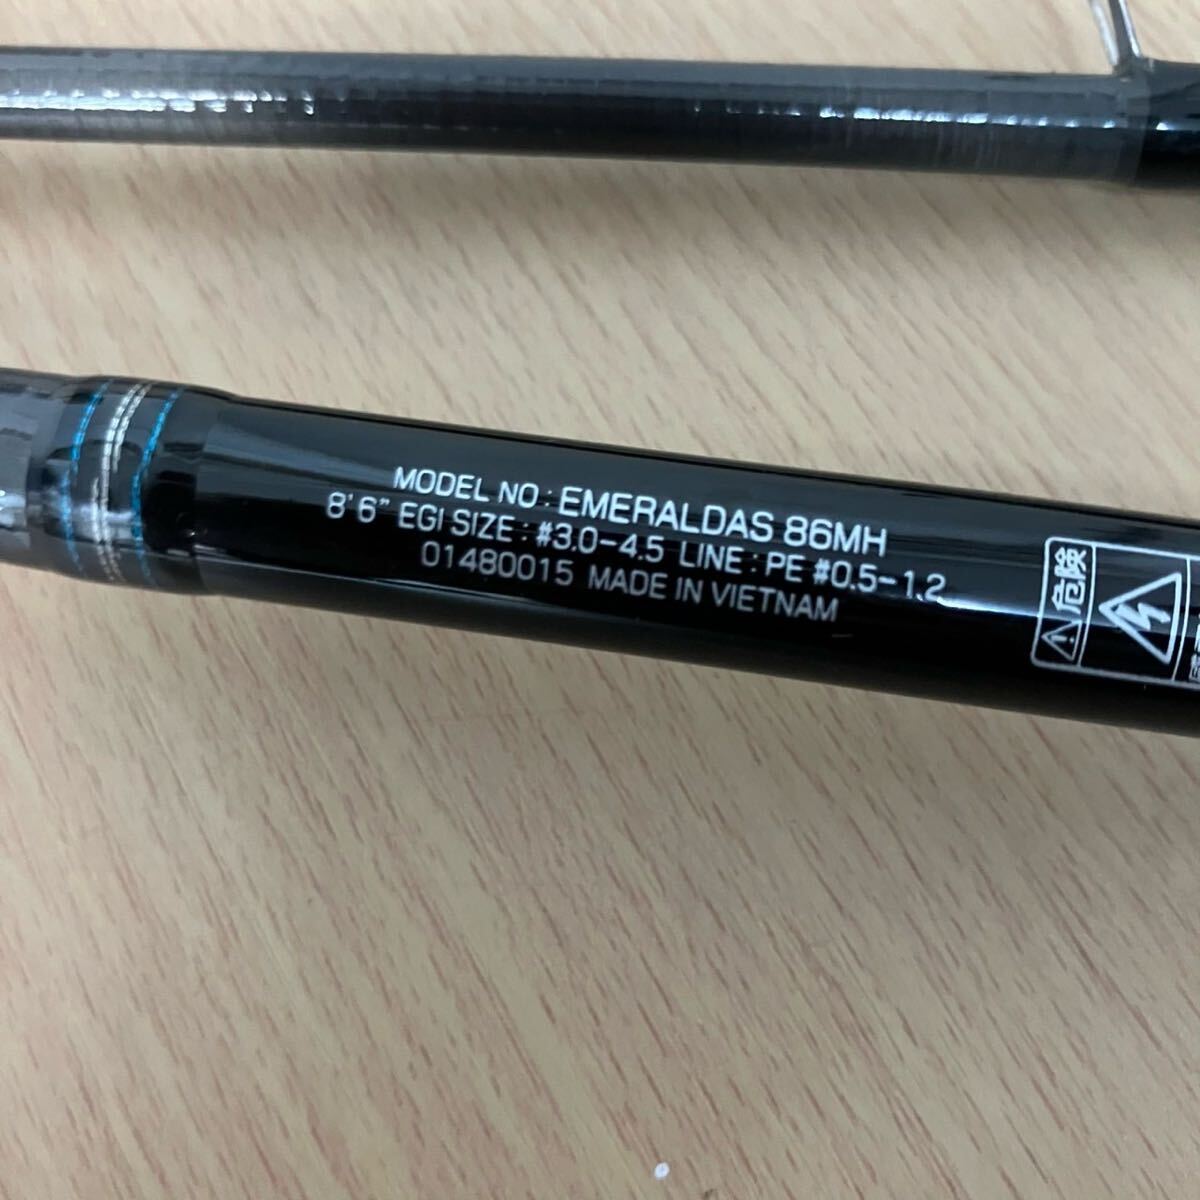 MODEL NO : EMERALDAS 86MH
8'6" EGI SIZE : #3.0-4.5 LINE : PE #0.5-1.2
01480015 MADE IN VIETNAM
危険